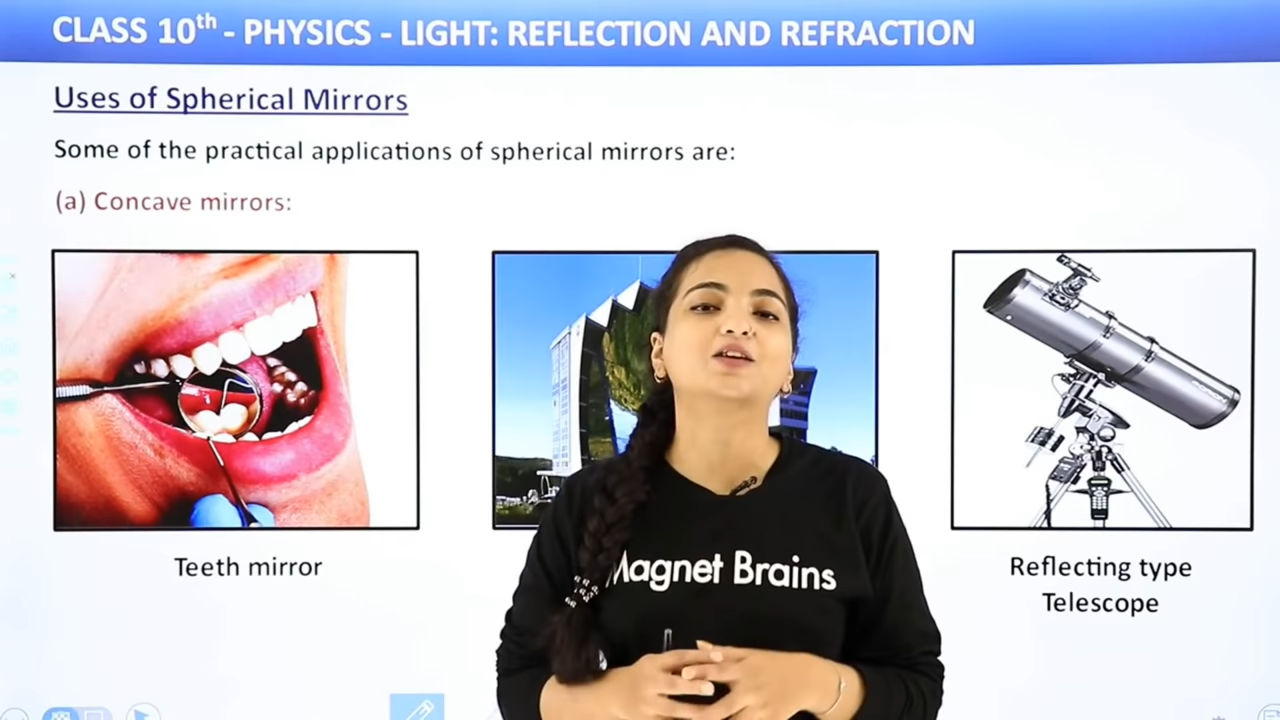 CLASS 10th - PHYSICS - LIGHT: REFLECTION AND REFRACTION
Uses of Spherical Mirrors
Some of the practical applications of spherical mirrors are:
(a) Concave mirrors:
Teeth mirror
Magnet Brains
Reflecting type
Telescope